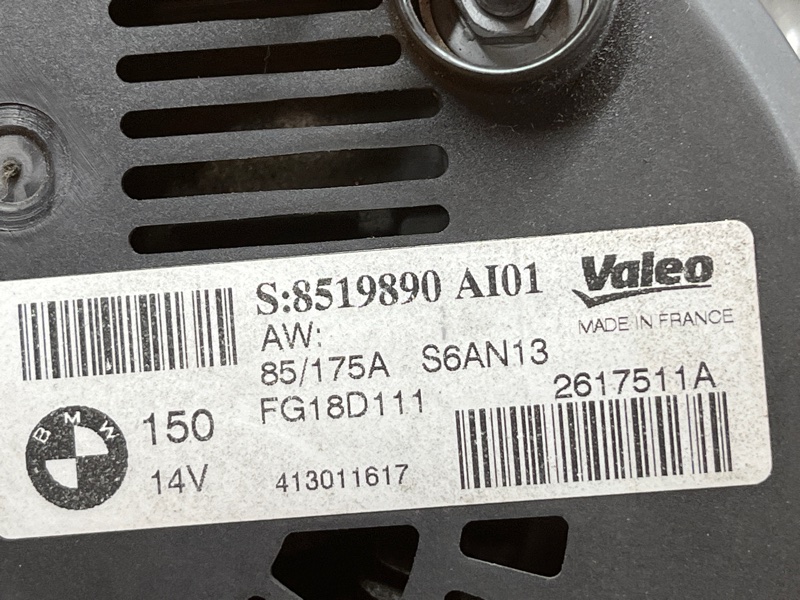 S:8519890 AI01
Valeo
MADE IN FRANCE
AW:
85/175A S6AN13
2617511A
FG18D111
BMW
150
14V
413011617